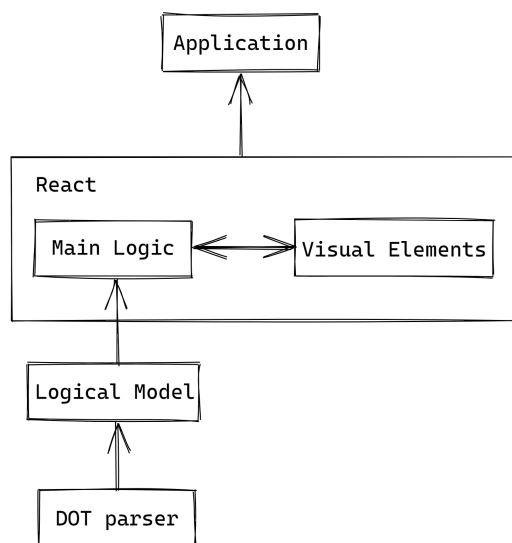 Application
React
Main Logic
Visual Elements
Logical Model
DOT parser